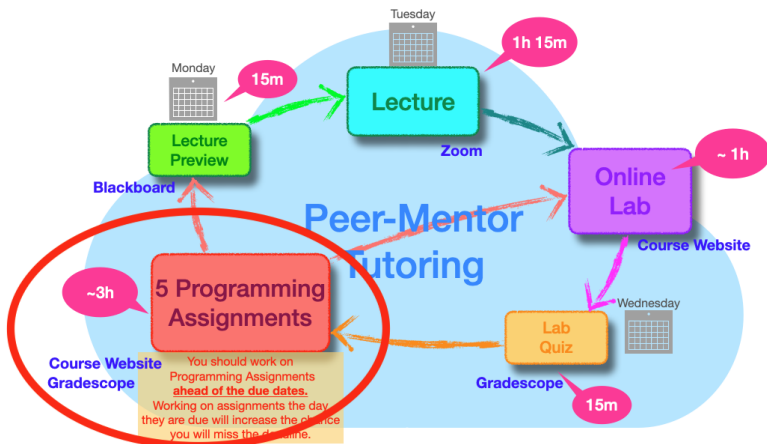 Tuesday
1h 15m
Monday
15m
Lecture
Lecture
Preview
Zoom
~ 1h
Blackboard
Online
Lab
Peer-Mentor
Tutoring
Course Website
5 Programming
Assignments
~3h
Wednesday
Lab
Quiz
Course Website
Gradescope
You should work on
Programming Assignments
ahead of the due dates.
Working on assignments the day
they are due will increase the chance
you will miss the deadline.
Gradescope
15m